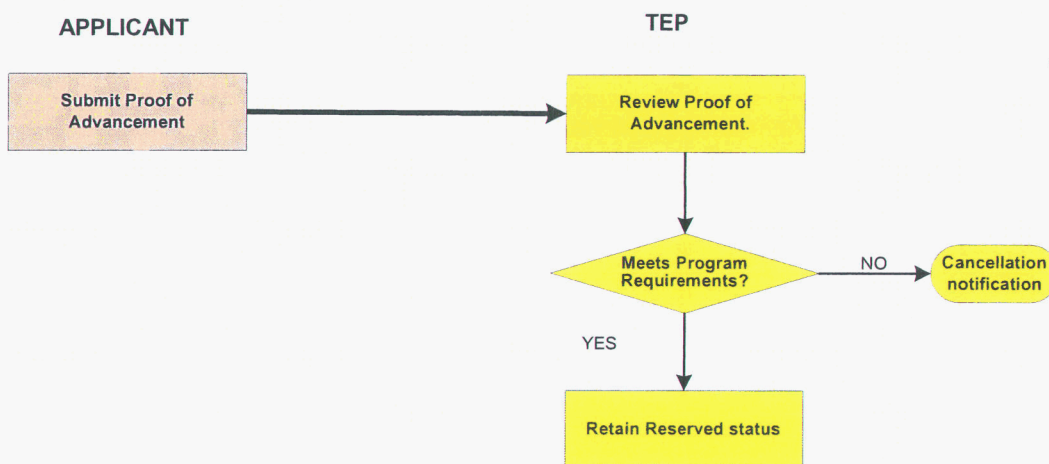 APPLICANT
TEP
Submit Proof of
Advancement
Review Proof of
Advancement.
Meets Program
Requirements?
NO
Cancellation
notification
YES
Retain Reserved status